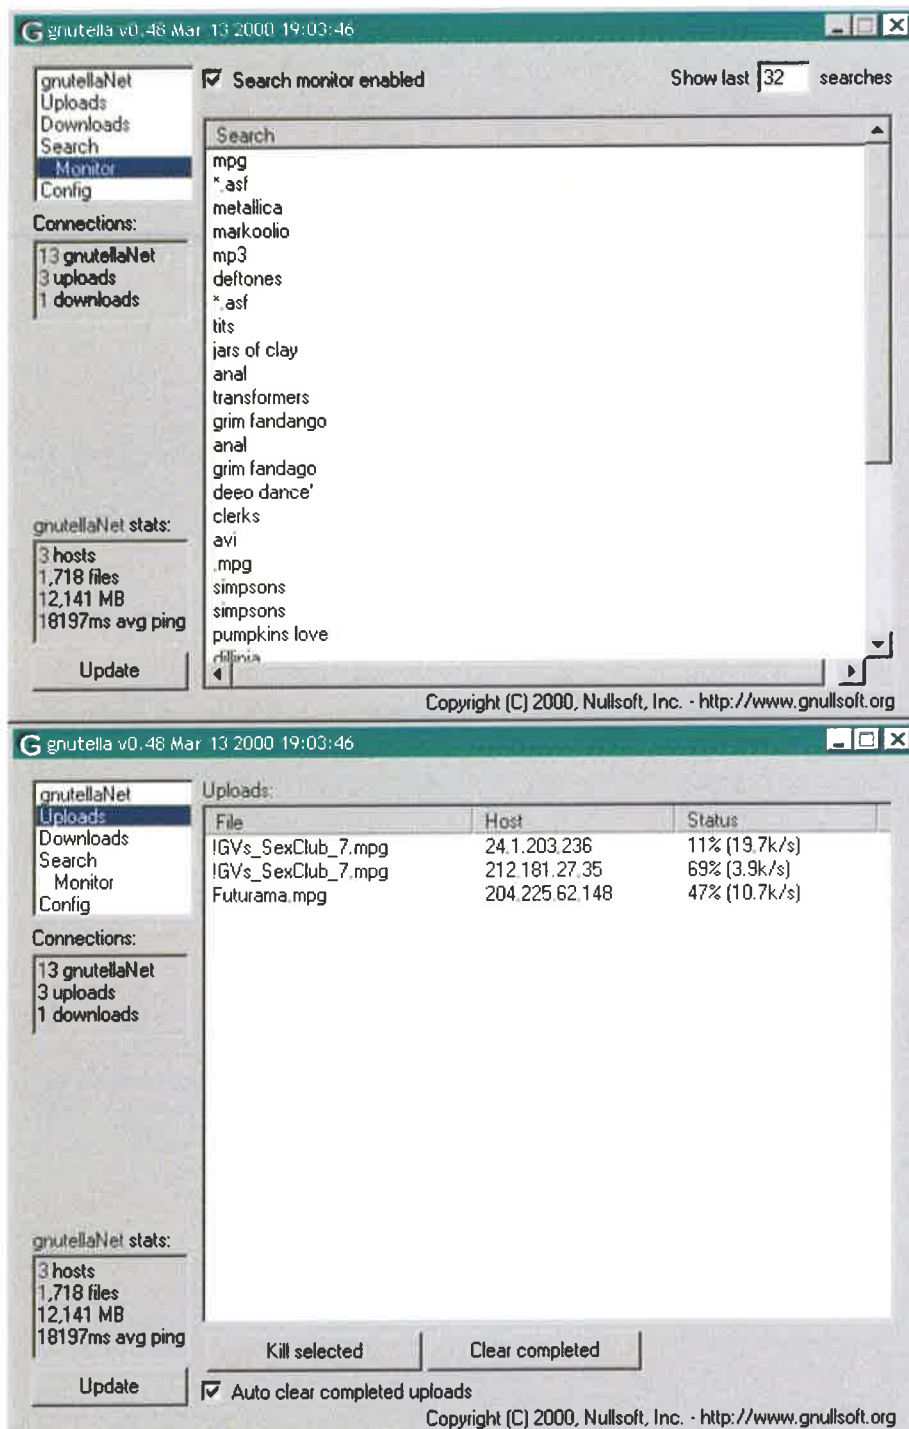 gnutella v0.48 Mar 13 2000 19:03:46
gnutellaNet
Uploads
Downloads
Search
Monitor
Config
Connections:
13 gnutellaNet
3 uploads
1 downloads
gnutellaNet stats:
3 hosts
1,718 files
12,141 MB
18197ms avg ping
Update
Search monitor enabled
Show last 32 searches
Search
mpg
*.asf
metallica
markoolio
mp3
deftones
*.asf
tits
jars of clay
anal
transformers
grim fandango
anal
grim fandago
deeo dance'
clerks
avi
.mpg
simpsons
simpsons
pumpkins love
Copyright (C) 2000, Nullsoft, Inc. - http://www.gnullsoft.org
gnutella v0.48 Mar 13 2000 19:03:46
gnutellaNet
Uploads
Downloads
Search
Monitor
Config
Connections:
13 gnutellaNet
3 uploads
1 downloads
gnutellaNet stats:
3 hosts
1,718 files
12,141 MB
18197ms avg ping
Update
Uploads:
File Host Status
!GVs_SexClub_7.mpg 24.1.203.236 11% (19.7k/s)
!GVs_SexClub_7.mpg 212.181.27.35 69% (3.9k/s)
Futurama.mpg 204.225.62.148 47% (10.7k/s)
Kill selected Clear completed
Auto clear completed uploads
Copyright (C) 2000, Nullsoft, Inc. - http://www.gnullsoft.org